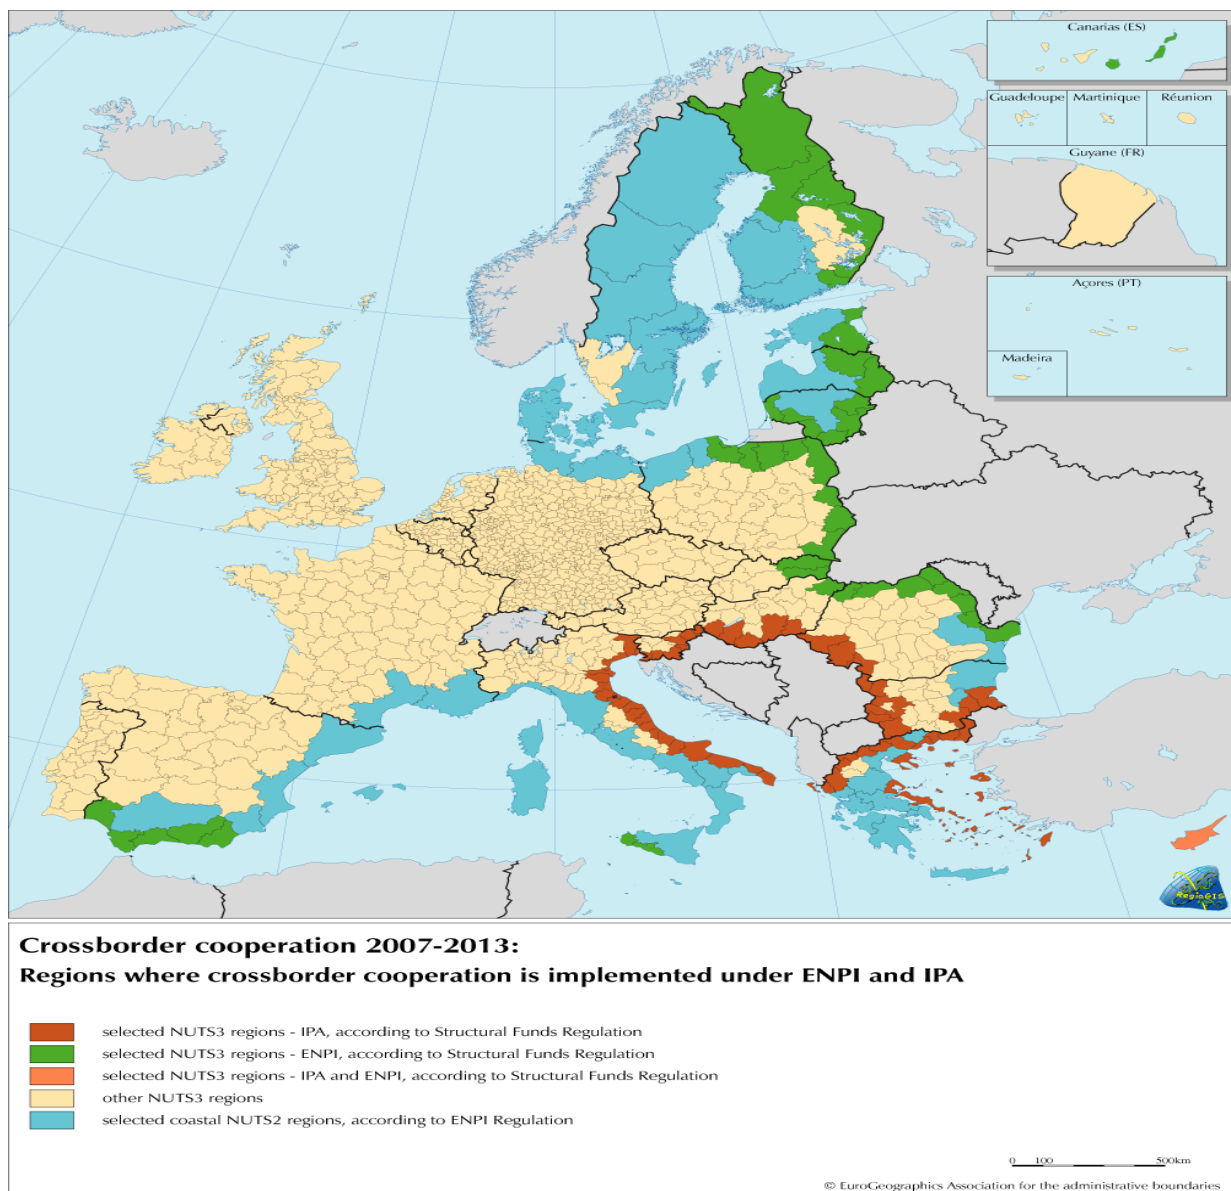 Canarias (ES)
Guadeloupe
Martinique
Réunion
Guyane (FR)
Açores (PT)
Madeira
RegioGIS
Crossborder cooperation 2007-2013:
Regions where crossborder cooperation is implemented under ENPI and IPA
selected NUTS3 regions - IPA, according to Structural Funds Regulation
selected NUTS3 regions - ENPI, according to Structural Funds Regulation
selected NUTS3 regions - IPA and ENPI, according to Structural Funds Regulation
other NUTS3 regions
selected coastal NUTS2 regions, according to ENPI Regulation
0 100 500km
© EuroGeographics Association for the administrative boundaries